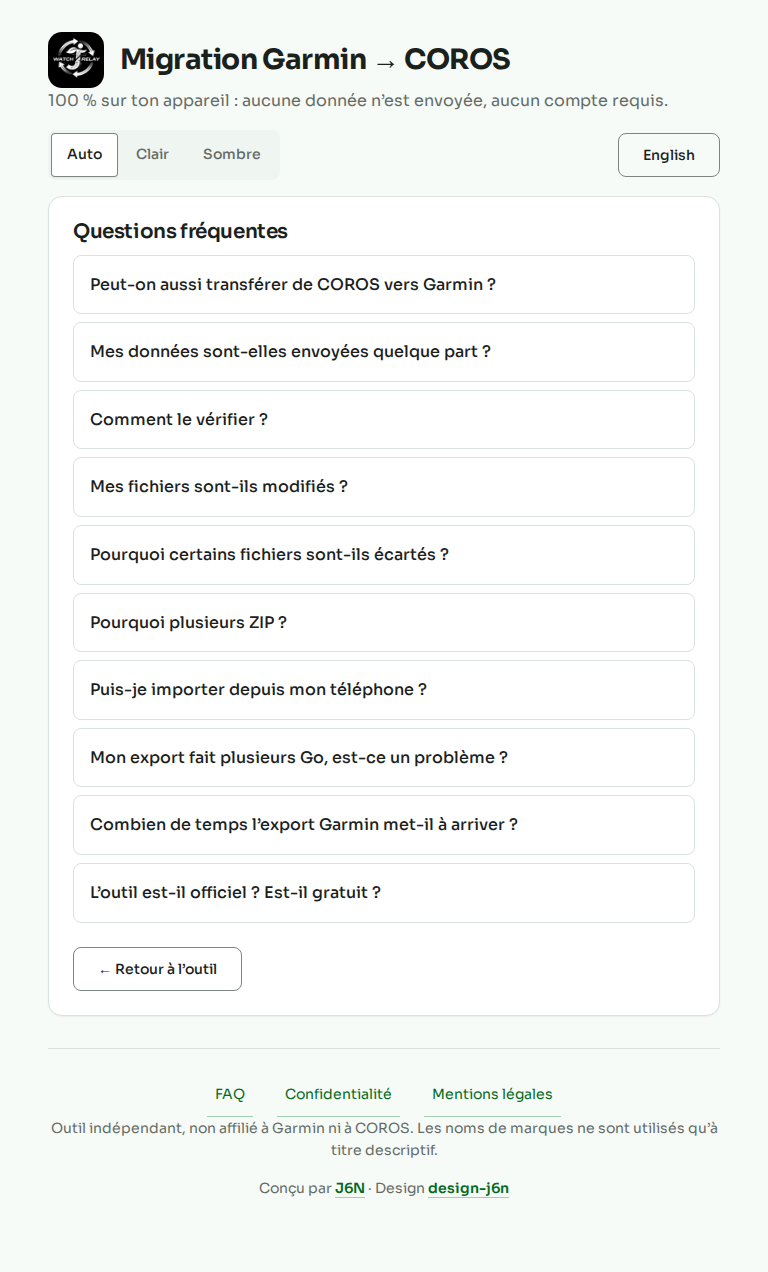 WATCH RELAY
Migration Garmin → COROS
100 % sur ton appareil : aucune donnée n’est envoyée, aucun compte requis.
Auto
Clair
Sombre
English
Questions fréquentes
Peut-on aussi transférer de COROS vers Garmin ?
Mes données sont-elles envoyées quelque part ?
Comment le vérifier ?
Mes fichiers sont-ils modifiés ?
Pourquoi certains fichiers sont-ils écartés ?
Pourquoi plusieurs ZIP ?
Puis-je importer depuis mon téléphone ?
Mon export fait plusieurs Go, est-ce un problème ?
Combien de temps l’export Garmin met-il à arriver ?
L’outil est-il officiel ? Est-il gratuit ?
← Retour à l’outil
FAQ
Confidentialité
Mentions légales
Outil indépendant, non affilié à Garmin ni à COROS. Les noms de marques ne sont utilisés qu’à
titre descriptif.
Conçu par J6N · Design design-j6n